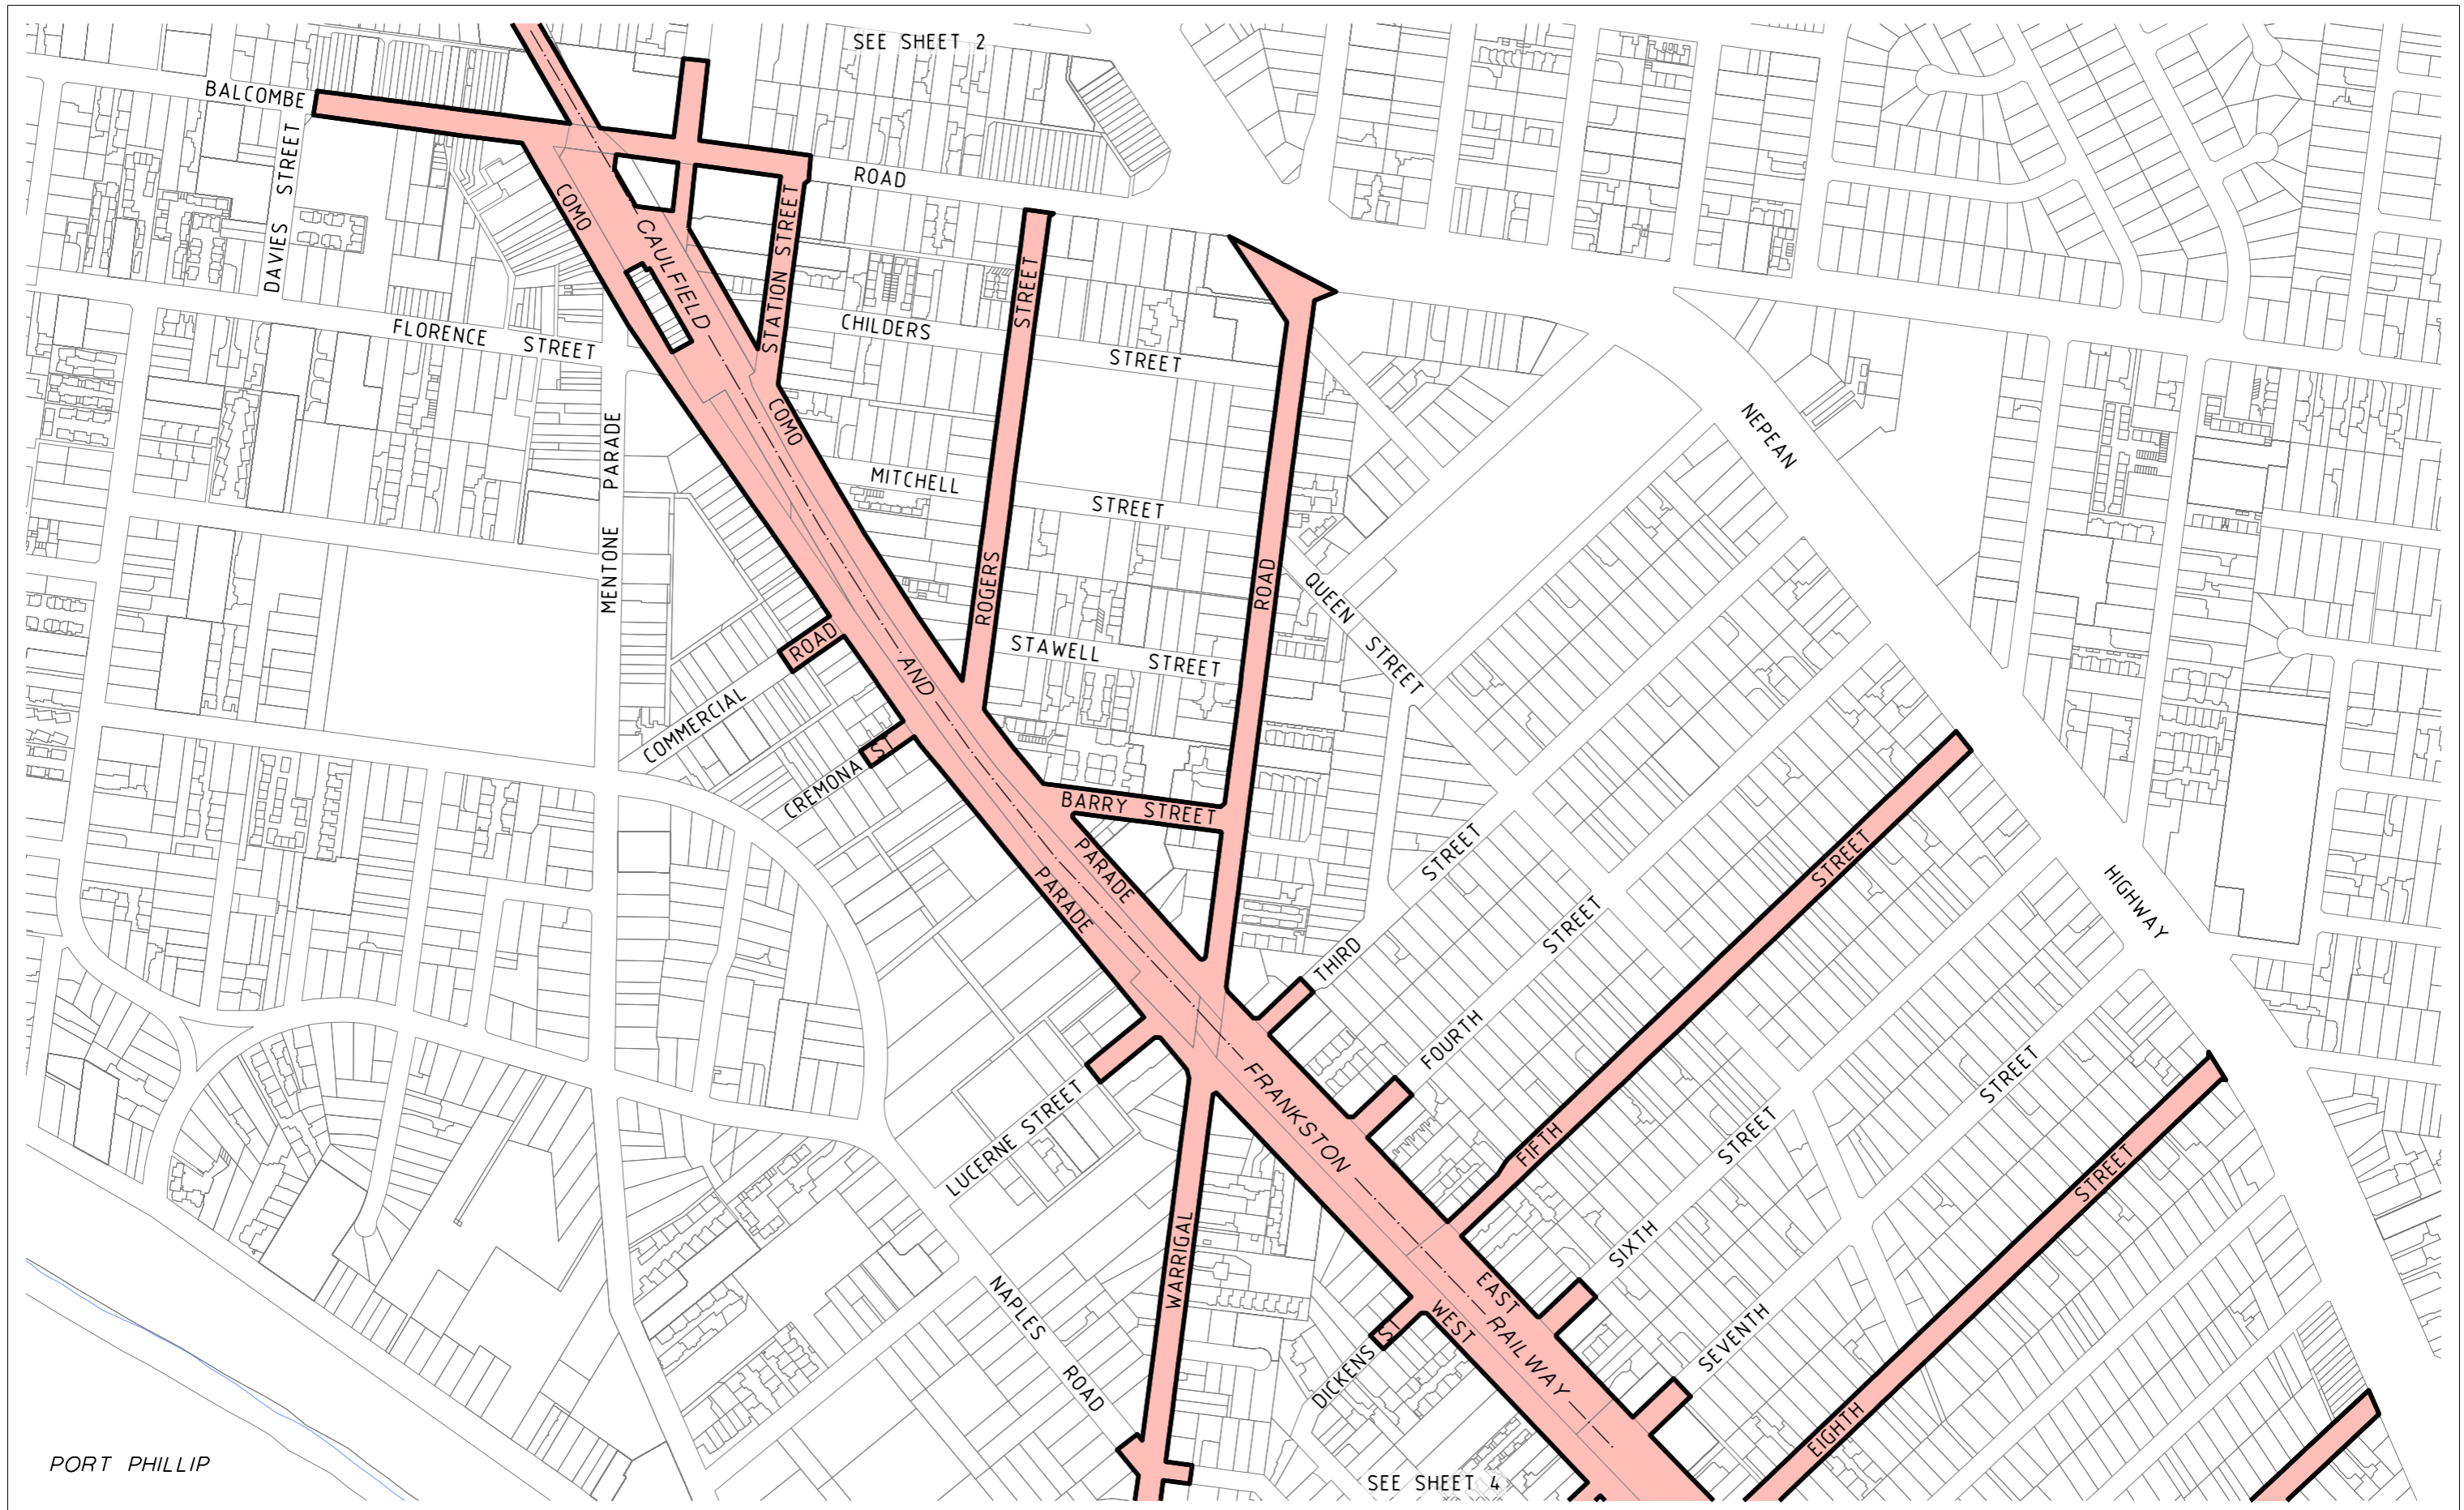 SEE SHEET 2
BALCOMBE
ROAD
DAVIES STREET
COMO
CAULFIELD
STATION STREET
STREET
CHILDERS
STREET
FLORENCE STREET
COMO
NEPEAN
MENTONE PARADE
MITCHELL
STREET
ROGERS
ROAD
QUEEN STREET
ROAD
STAWELL STREET
AND
COMMERCIAL
ST
CREMONA
BARRY STREET
PARADE
PARADE
STREET
STREET
HIGHWAY
STREET
THIRD
FOURTH
FRANKSTON
STREET
LUCERNE STREET
FIFTH
STREET
STREET
WARRIGAL
SIXTH
EAST
WEST
RAILWAY
NAPLES ROAD
ST
DICKENS
SEVENTH
EIGHTH
PORT PHILLIP
SEE SHEET 4